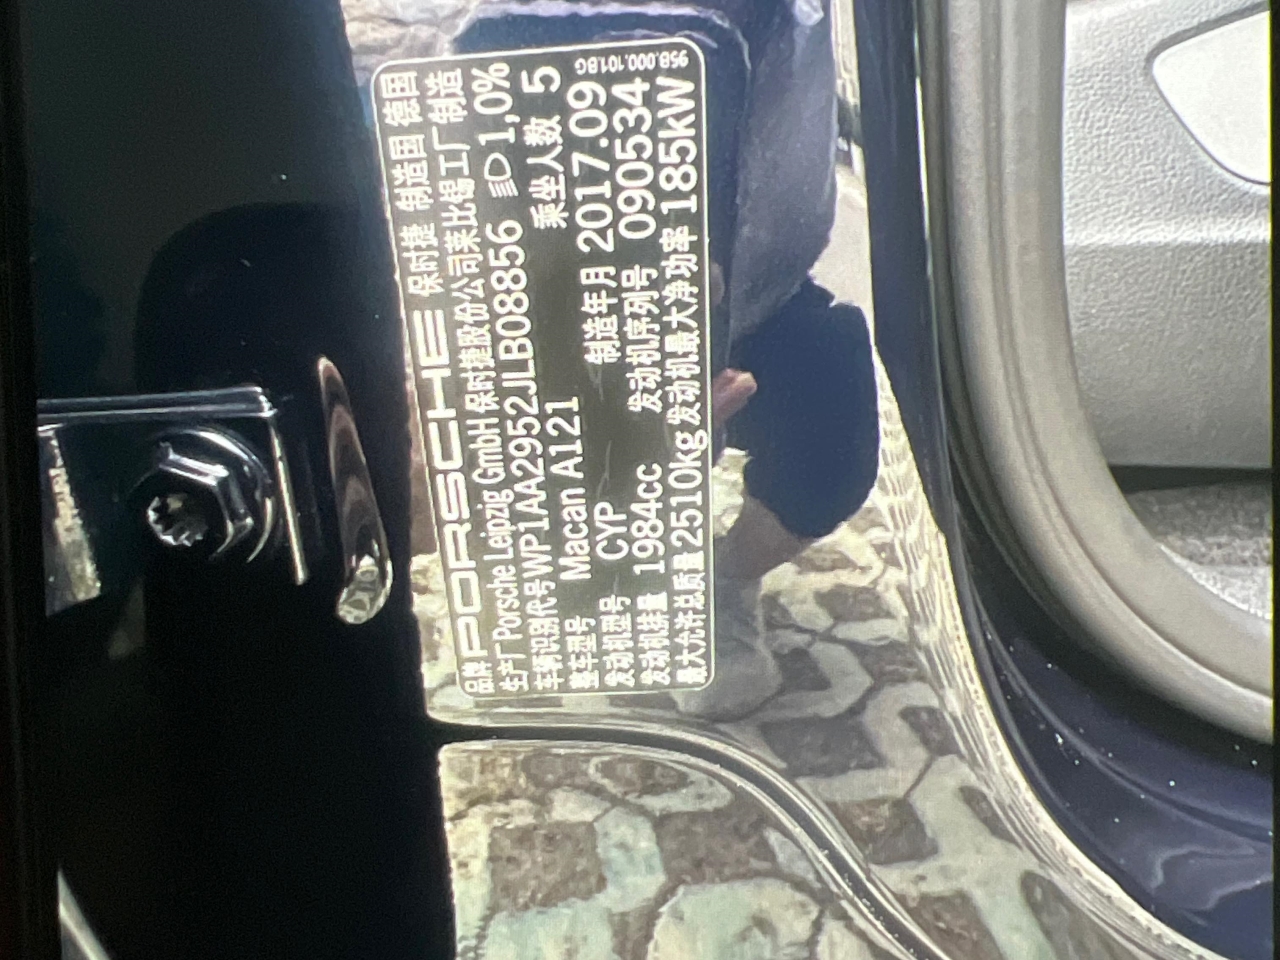 品牌 PORSCHE 保时捷 制造国 德国
生产厂 Porsche Leipzig GmbH 保时捷股份公司莱比锡工厂制造
车辆识别代号 WP1AA2952JLB08856 1,0%
整车型号 Macan A121 乘坐人数 5
发动机型号 CYP 制造年月 2017.09
发动机排量 1984cc 发动机序列号 090534
最大允许总质量 2510kg 发动机最大净功率 185kW
95B.000.101.BG